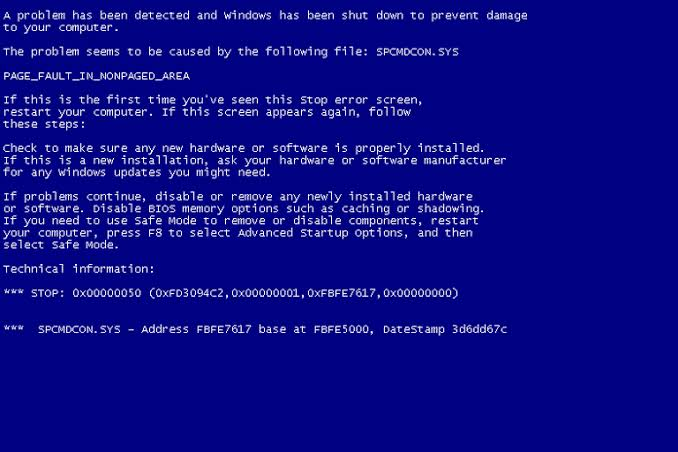 A problem has been detected and Windows has been shut down to prevent damage
to your computer.
The problem seems to be caused by the following file: SPCMDCON.SYS
PAGE_FAULT_IN_NONPAGED_AREA
If this is the first time you've seen this Stop error screen,
restart your computer. If this screen appears again, follow
these steps:
Check to make sure any new hardware or software is properly installed.
If this is a new installation, ask your hardware or software manufacturer
for any Windows updates you might need.
If problems continue, disable or remove any newly installed hardware
or software. Disable BIOS memory options such as caching or shadowing.
If you need to use Safe Mode to remove or disable components, restart
your computer, press F8 to select Advanced Startup Options, and then
select Safe Mode.
Technical information:
*** STOP: 0x00000050 (0xFD3094C2,0x00000001,0xFBFE7617,0x00000000)
***  SPCMDCON.SYS - Address FBFE7617 base at FBFE5000, DateStamp 3d6dd67c